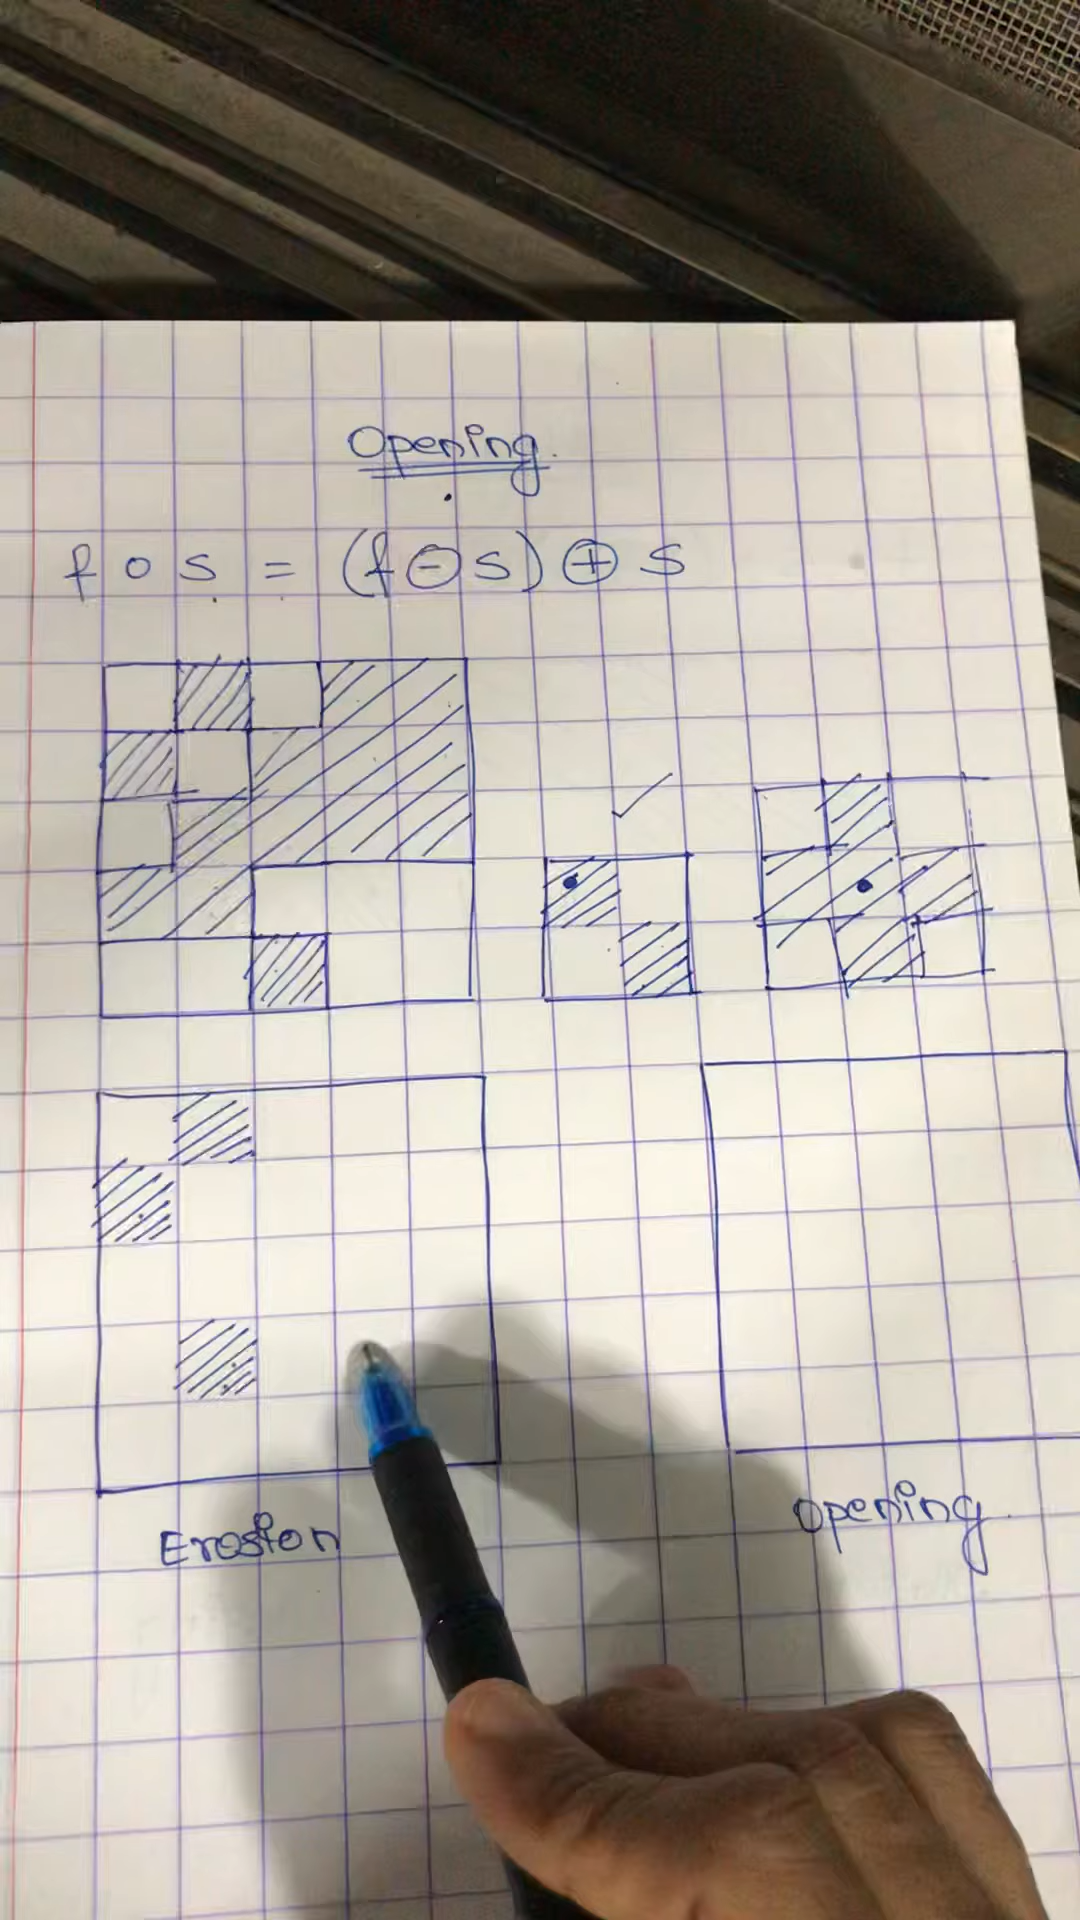 Opening.
f o s = (f ⊖ s) ⊕ s
Erosion
Opening